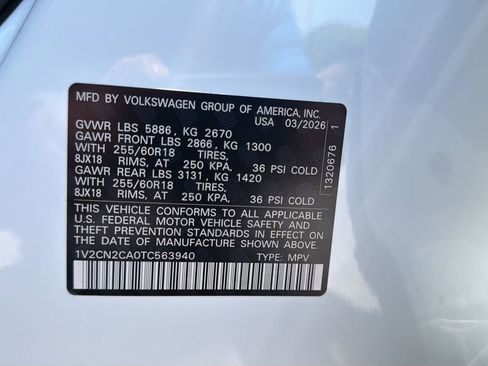 MFD BY VOLKSWAGEN GROUP OF AMERICA, INC.
USA 03/2026
GVWR LBS 5886 , KG 2670
GAWR FRONT LBS 2866 , KG 1300
WITH 255/60R18 TIRES,
8JX18 RIMS, AT 250 KPA, 36 PSI COLD
GAWR REAR LBS 3131 , KG 1420
WITH 255/60R18 TIRES,
8JX18 RIMS, AT 250 KPA, 36 PSI COLD
THIS VEHICLE CONFORMS TO ALL APPLICABLE
U.S. FEDERAL MOTOR VEHICLE SAFETY AND
THEFT PREVENTION STANDARDS IN EFFECT ON
THE DATE OF MANUFACTURE SHOWN ABOVE.
1V2CN2CA0TC563940 TYPE: MPV
1320676 1